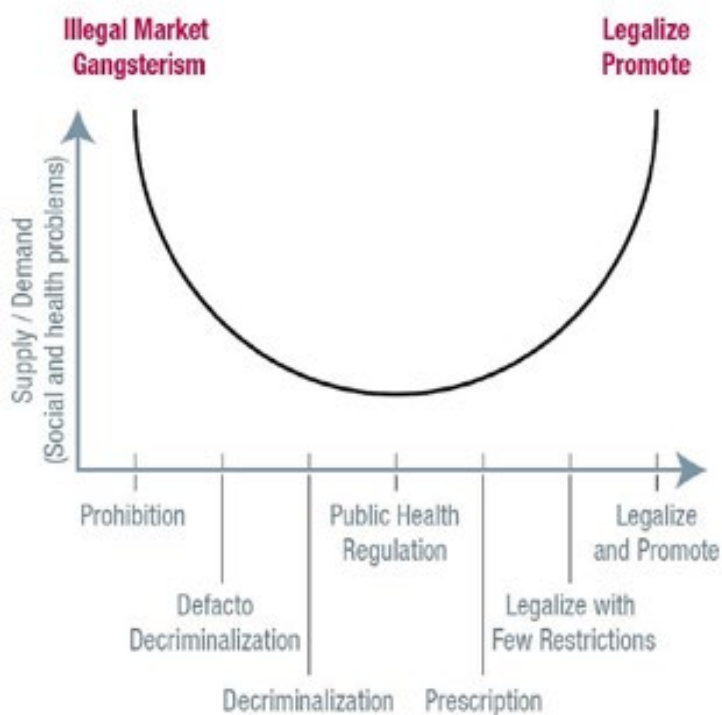 Illegal Market
Gangsterism
Legalize
Promote
Supply / Demand
(Social and health problems)
Prohibition
Public Health
Regulation
Legalize
and Promote
Defacto
Decriminalization
Legalize with
Few Restrictions
Decriminalization
Prescription